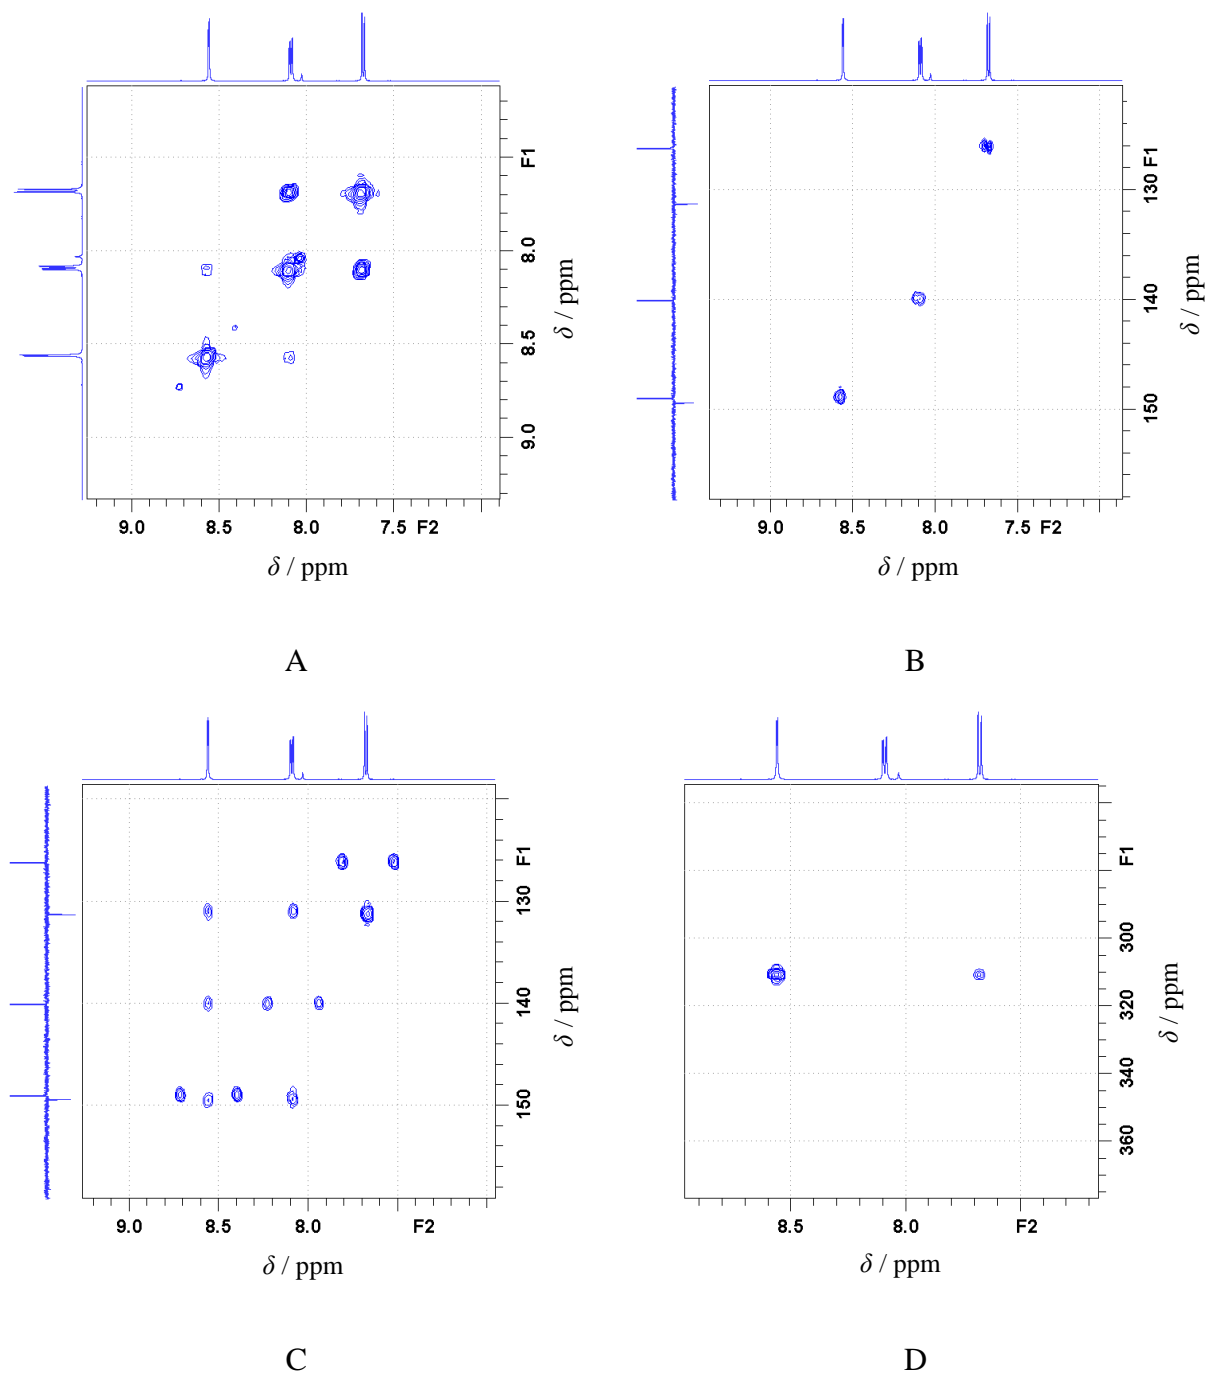 F1
8.0
8.5
9.0
δ / ppm
9.0 8.5 8.0 7.5 F2
δ / ppm
A
130 F1
140
150
δ / ppm
9.0 8.5 8.0 7.5 F2
δ / ppm
B
F1
130
140
150
δ / ppm
9.0 8.5 8.0 F2
δ / ppm
C
F1
300
320
340
360
δ / ppm
8.5 8.0 F2
δ / ppm
D